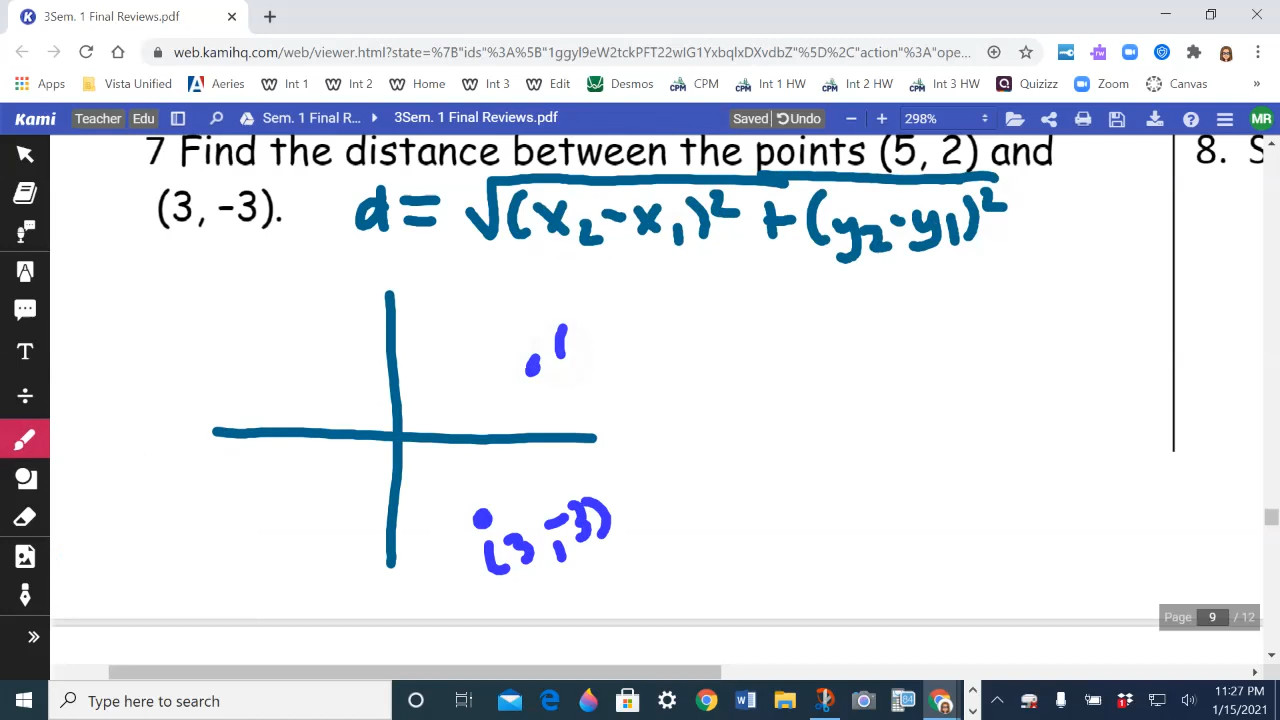 3Sem. 1 Final Reviews.pdf
web.kamihq.com/web/viewer.html?state=%7B"ids"%3A%5B"1ggyI9eW2tckPFT22wIG1YxIqlxDXvdbZ"%5D%2C"action"%3A"ope...
Apps Vista Unified Aeries Int 1 Int 2 Home Int 3 Edit Desmos CPM Int 1 HW Int 2 HW Int 3 HW Quizizz Zoom Canvas »
Kami Teacher Edu Sem. 1 Final R... 3Sem. 1 Final Reviews.pdf Saved Undo 298% MR
7 Find the distance between the points (5, 2) and
(3, -3).
d = √(x₂-x₁)² + (y₂-y₁)²
8. S
(
(3, -3)
Page 9 / 12
Type here to search
11:27 PM
1/15/2021